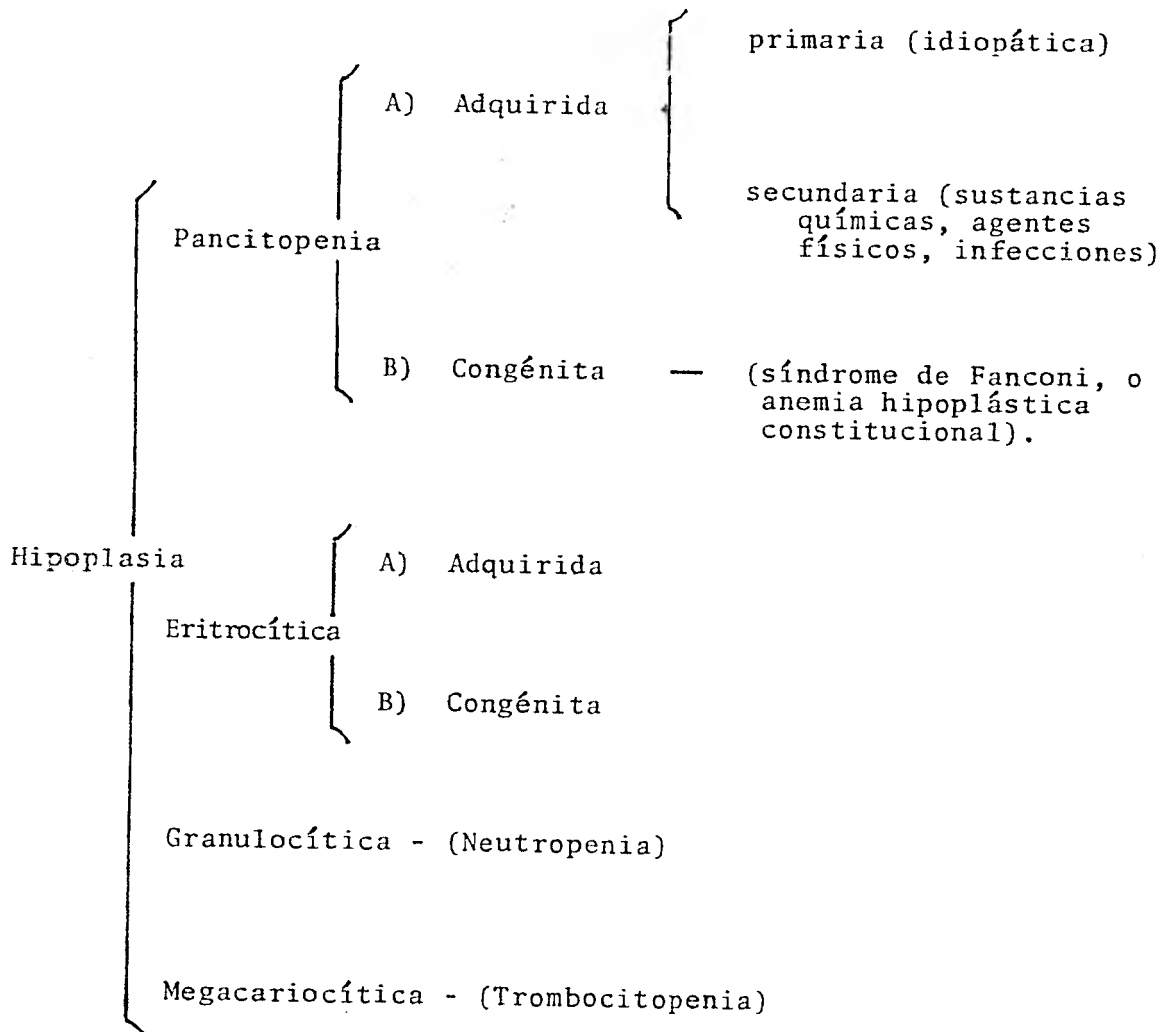 primaria (idiopática)
A) Adquirida
secundaria (sustancias
químicas, agentes
físicos, infecciones)
Pancitopenia
B) Congénita — (síndrome de Fanconi, o
anemia hipoplástica
constitucional).
Hipoplasia
A) Adquirida
Eritrocítica
B) Congénita
Granulocítica - (Neutropenia)
Megacariocítica - (Trombocitopenia)